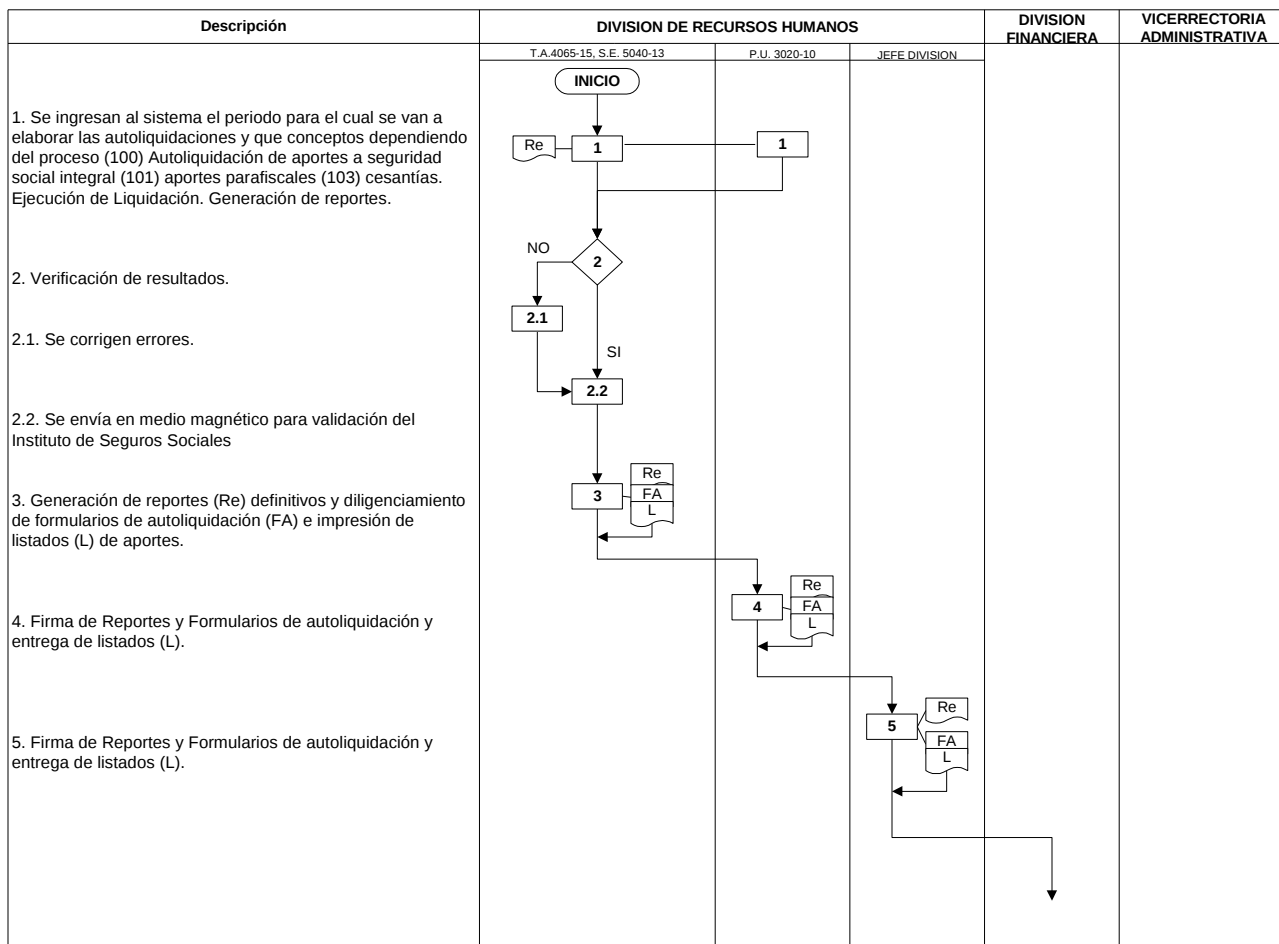 Descripción
DIVISION DE RECURSOS HUMANOS
DIVISION
FINANCIERA
VICERRECTORIA
ADMINISTRATIVA
T.A.4065-15, S.E. 5040-13
P.U. 3020-10
JEFE DIVISION
INICIO
1. Se ingresan al sistema el periodo para el cual se van a
elaborar las autoliquidaciones y que conceptos dependiendo
del proceso (100) Autoliquidación de aportes a seguridad
social integral (101) aportes parafiscales (103) cesantías.
Ejecución de Liquidación. Generación de reportes.
Re
1
1
NO
2
2. Verificación de resultados.
2.1
2.1. Se corrigen errores.
SI
2.2
2.2. Se envía en medio magnético para validación del
Instituto de Seguros Sociales
Re
3
FA
L
3. Generación de reportes (Re) definitivos y diligenciamiento
de formularios de autoliquidación (FA) e impresión de
listados (L) de aportes.
Re
4
FA
L
4. Firma de Reportes y Formularios de autoliquidación y
entrega de listados (L).
Re
5
FA
L
5. Firma de Reportes y Formularios de autoliquidación y
entrega de listados (L).